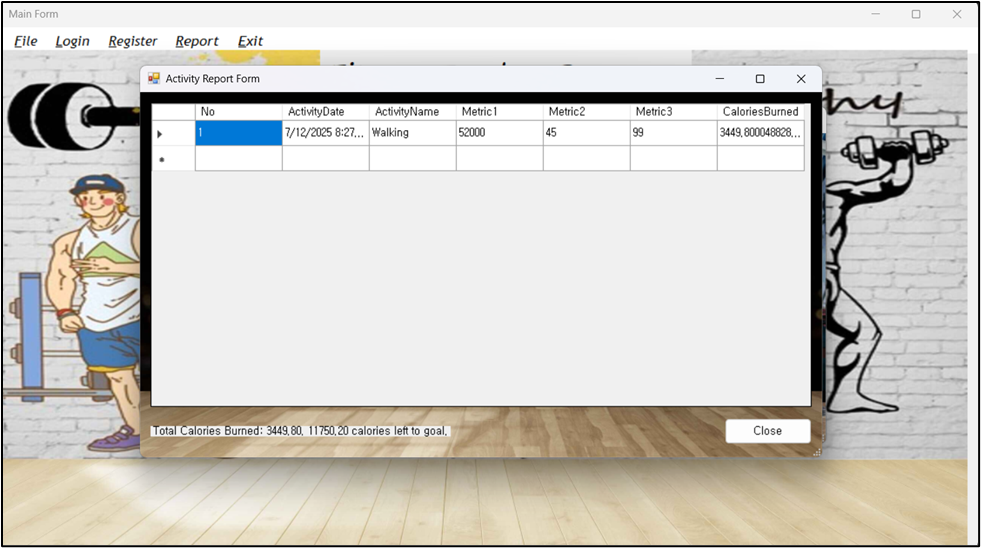 Main Form
File Login Register Report Exit
Activity Report Form
No ActivityDate ActivityName Metric1 Metric2 Metric3 CaloriesBurned
1 7/12/2025 8:27... Walking 52000 45 99 3449.800048828...
Total Calories Burned: 3449.80. 11750.20 calories left to goal.
Close